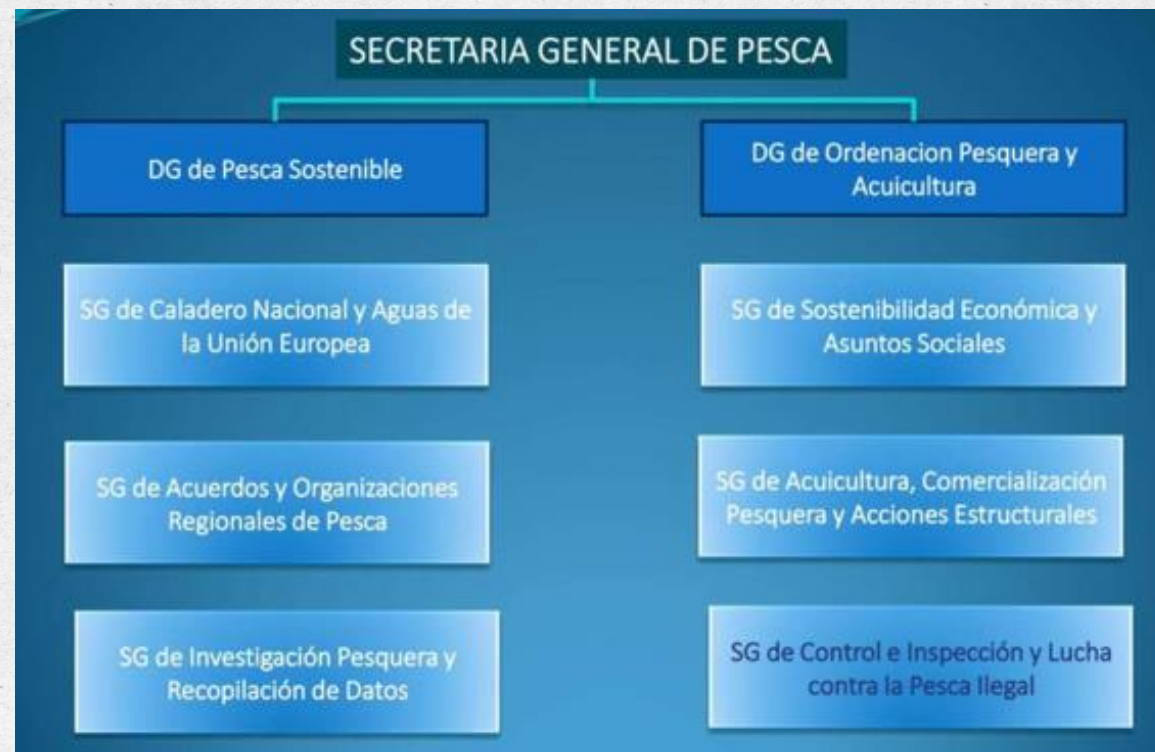 SECRETARIA GENERAL DE PESCA
DG de Pesca Sostenible
DG de Ordenacion Pesquera y
Acuicultura
SG de Caladero Nacional y Aguas de
la Unión Europea
SG de Sostenibilidad Económica y
Asuntos Sociales
SG de Acuerdos y Organizaciones
Regionales de Pesca
SG de Acuicultura, Comercialización
Pesquera y Acciones Estructurales
SG de Investigación Pesquera y
Recopilación de Datos
SG de Control e Inspección y Lucha
contra la Pesca Ilegal